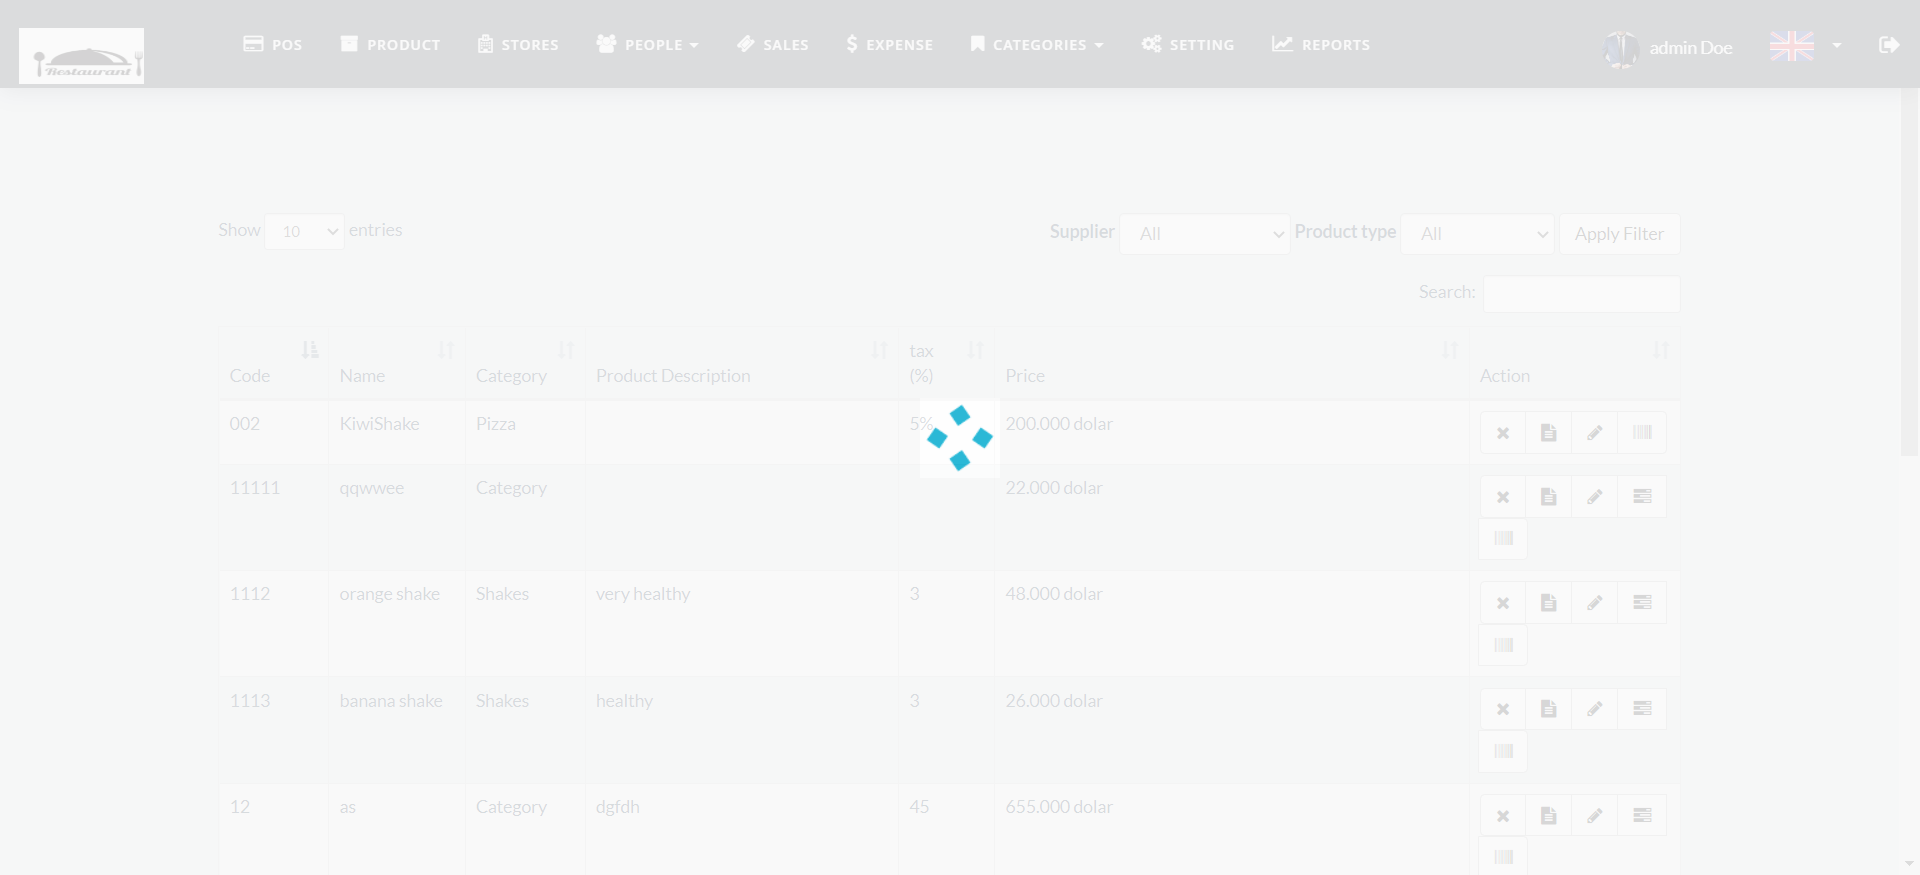 Restaurant
POS PRODUCT STORES PEOPLE SALES EXPENSE CATEGORIES SETTING REPORTS admin Doe
Show 10 entries Supplier All Product type All Apply Filter
Search:
Code Name Category Product Description tax (%) Price Action
002 KiwiShake Pizza 5% 200.000 dolar
11111 qqwwee Category 22.000 dolar
1112 orange shake Shakes very healthy 3 48.000 dolar
1113 banana shake Shakes healthy 3 26.000 dolar
12 as Category dgfdh 45 655.000 dolar